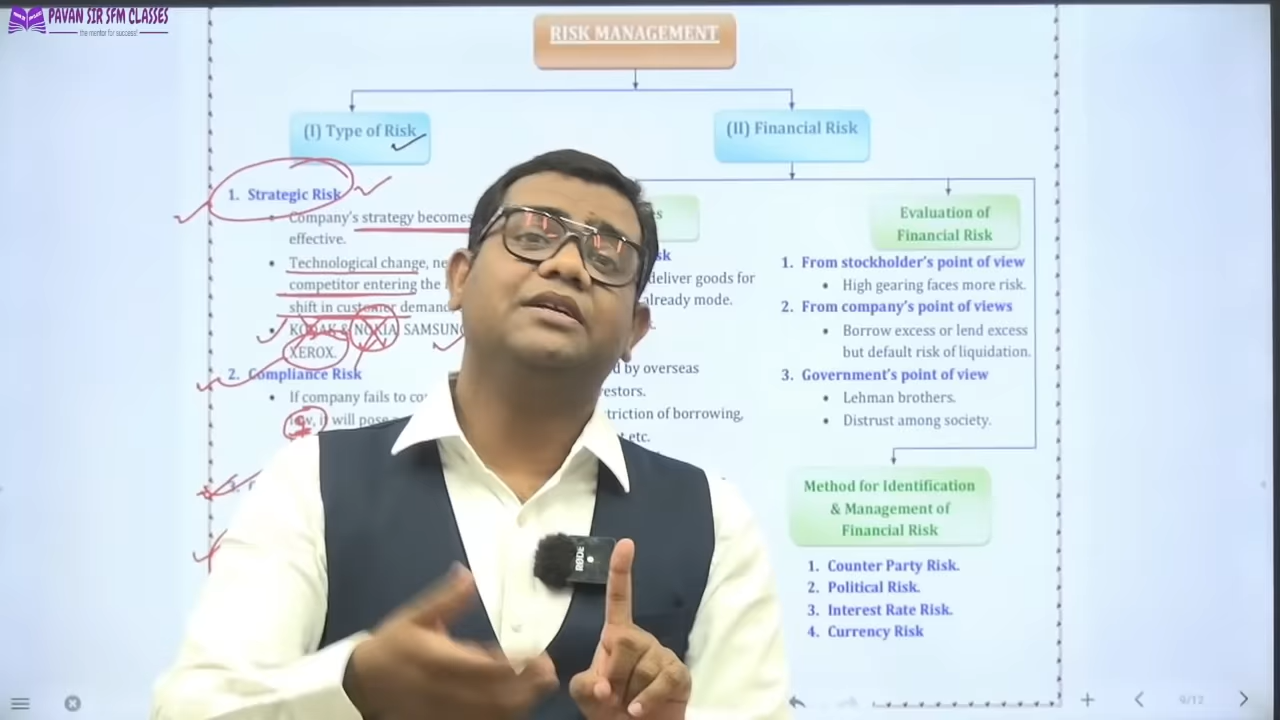 PAVAN SIR SFM CLASSES
the mentor for success!
RISK MANAGEMENT
(I) Type of Risk
(II) Financial Risk
1. Strategic Risk
Company's strategy becomes
effective.
Technological change,
competitor entering the
shift in customer demand
KODAK & NOKIA SAMSUNG
XEROX.
2. Compliance Risk
If company fails to
law, it will pose
3.
deliver goods for
already mode.
by overseas
of borrowing,
etc.
Evaluation of
Financial Risk
1. From stockholder's point of view
High gearing faces more risk.
2. From company's point of views
Borrow excess or lend excess
but default risk of liquidation.
3. Government's point of view
Lehman brothers.
Distrust among society.
Method for Identification
& Management of
Financial Risk
1. Counter Party Risk.
2. Political Risk.
3. Interest Rate Risk.
4. Currency Risk
RODE
9/12